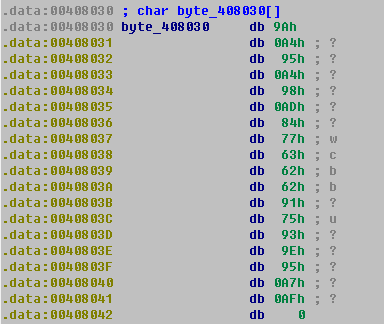 .data:00408030 ; char byte_408030[]
.data:00408030 byte_408030 db 9Ah
.data:00408031 db 0A4h ; ?
.data:00408032 db 95h ; ?
.data:00408033 db 0A4h ; ?
.data:00408034 db 98h ; ?
.data:00408035 db 0ADh ; ?
.data:00408036 db 84h ; ?
.data:00408037 db 77h ; w
.data:00408038 db 63h ; c
.data:00408039 db 62h ; b
.data:0040803A db 62h ; b
.data:0040803B db 91h ; ?
.data:0040803C db 75h ; u
.data:0040803D db 93h ; ?
.data:0040803E db 9Eh ; ?
.data:0040803F db 95h ; ?
.data:00408040 db 0A7h ; ?
.data:00408041 db 0AFh ; ?
.data:00408042 db 0